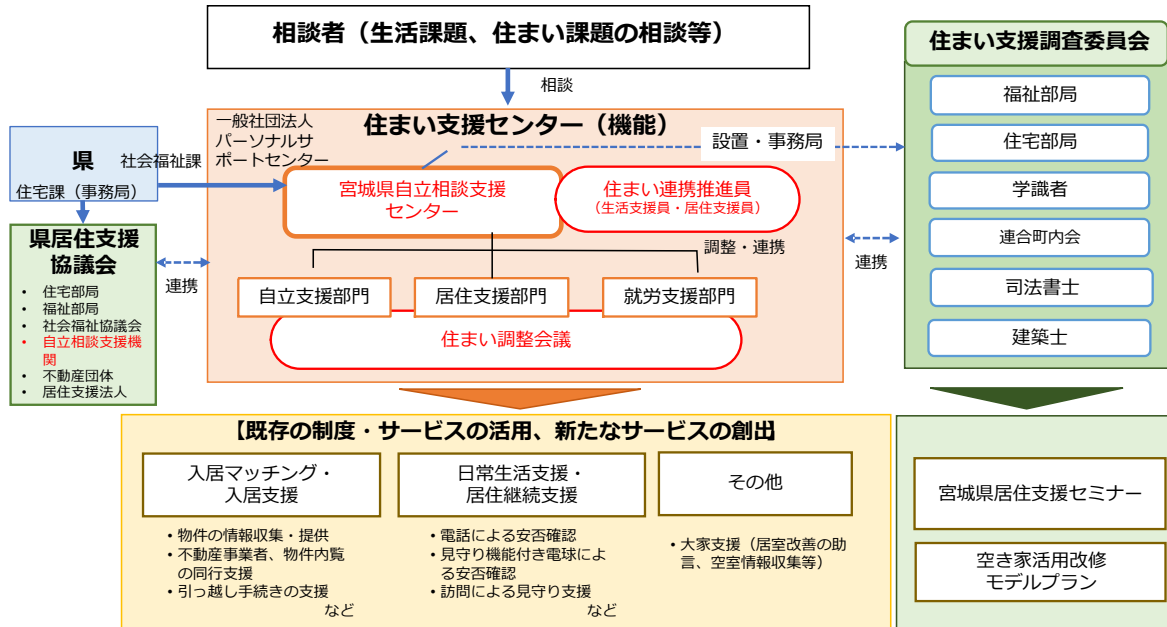 相談者（生活課題、住まい課題の相談等）
相談
住まい支援調査委員会
福祉部局
住宅部局
学識者
連合町内会
司法書士
建築士
県
社会福祉課
住宅課（事務局）
一般社団法人
パーソナルサ
ポートセンター
住まい支援センター（機能）
設置・事務局
宮城県自立相談支援
センター
住まい連携推進員
（生活支援員・居住支援員）
調整・連携
連携
連携
自立支援部門
居住支援部門
就労支援部門
住まい調整会議
県居住支援
協議会
• 住宅部局
• 福祉部局
• 社会福祉協議会
• 自立相談支援機
関
• 不動産団体
• 居住支援法人
【既存の制度・サービスの活用、新たなサービスの創出
入居マッチング・
入居支援
• 物件の情報収集・提供
• 不動産事業者、物件内覧
の同行支援
• 引っ越し手続きの支援
など
日常生活支援・
居住継続支援
• 電話による安否確認
• 見守り機能付き電球によ
る安否確認
• 訪問による見守り支援
など
その他
• 大家支援（居室改善の助
言、空室情報収集等）
宮城県居住支援セミナー
空き家活用改修
モデルプラン